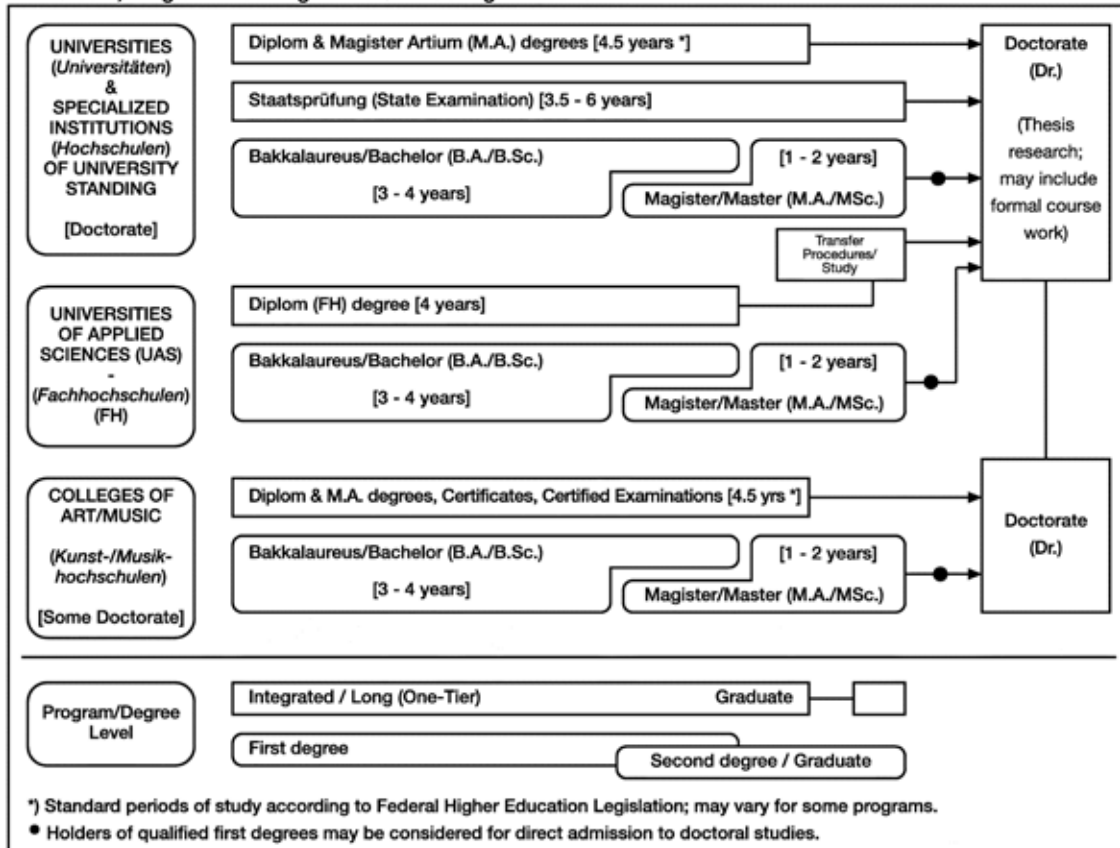 UNIVERSITIES
(Universitäten)
&
SPECIALIZED
INSTITUTIONS
(Hochschulen)
OF UNIVERSITY
STANDING
[Doctorate]
Diplom & Magister Artium (M.A.) degrees [4.5 years *]
Staatsprüfung (State Examination) [3.5 - 6 years]
Bakkalaureus/Bachelor (B.A./B.Sc.)
[3 - 4 years]
[1 - 2 years]
Magister/Master (M.A./MSc.)
Doctorate
(Dr.)
(Thesis
research;
may include
formal course
work)
Transfer
Procedures/
Study
UNIVERSITIES
OF APPLIED
SCIENCES (UAS)
-
(Fachhochschulen)
(FH)
Diplom (FH) degree [4 years]
Bakkalaureus/Bachelor (B.A./B.Sc.)
[3 - 4 years]
[1 - 2 years]
Magister/Master (M.A./MSc.)
COLLEGES OF
ART/MUSIC
(Kunst-/Musik-
hochschulen)
[Some Doctorate]
Diplom & M.A. degrees, Certificates, Certified Examinations [4.5 yrs *]
Bakkalaureus/Bachelor (B.A./B.Sc.)
[3 - 4 years]
[1 - 2 years]
Magister/Master (M.A./MSc.)
Doctorate
(Dr.)
Program/Degree
Level
Integrated / Long (One-Tier) Graduate
First degree
Second degree / Graduate
*) Standard periods of study according to Federal Higher Education Legislation; may vary for some programs.
● Holders of qualified first degrees may be considered for direct admission to doctoral studies.